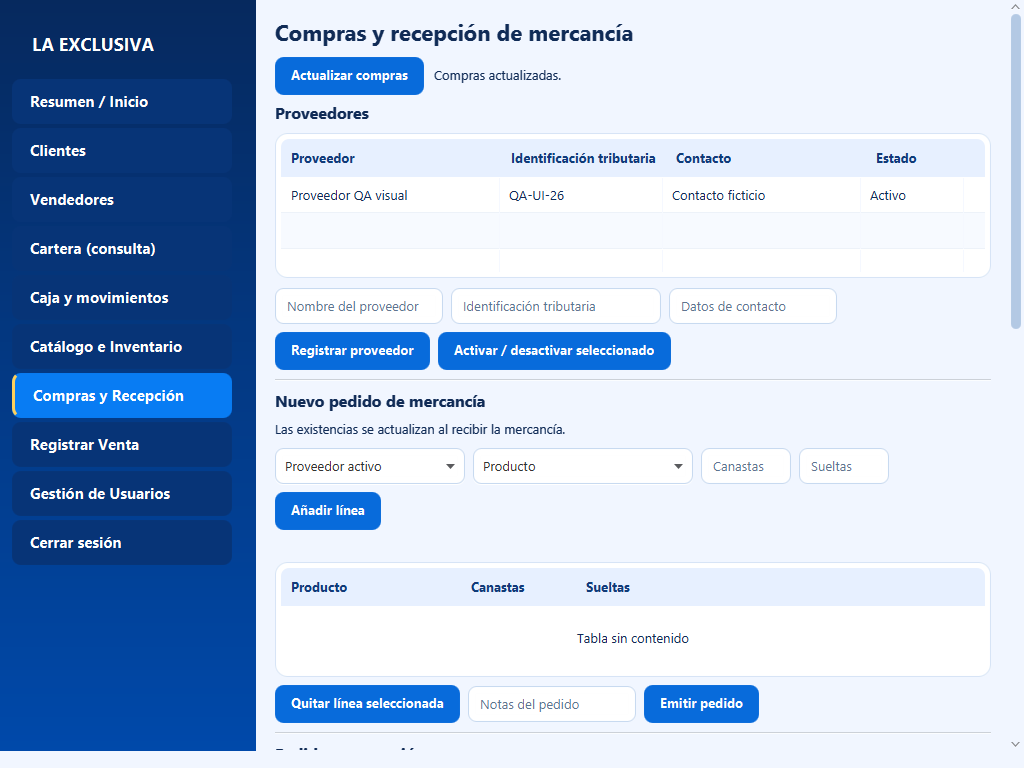 LA EXCLUSIVA
Resumen / Inicio
Clientes
Vendedores
Cartera (consulta)
Caja y movimientos
Catálogo e Inventario
Compras y Recepción
Registrar Venta
Gestión de Usuarios
Cerrar sesión
Compras y recepción de mercancía
Actualizar compras Compras actualizadas.
Proveedores
Proveedor Identificación tributaria Contacto Estado
Proveedor QA visual QA-UI-26 Contacto ficticio Activo
Nombre del proveedor Identificación tributaria Datos de contacto
Registrar proveedor Activar / desactivar seleccionado
Nuevo pedido de mercancía
Las existencias se actualizan al recibir la mercancía.
Proveedor activo Producto Canastas Sueltas
Añadir línea
Producto Canastas Sueltas
Tabla sin contenido
Quitar línea seleccionada Notas del pedido Emitir pedido